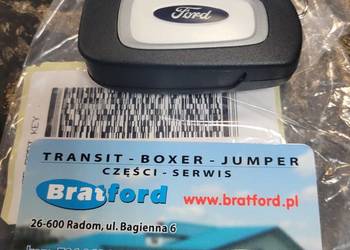 Ford
KEY
TRANSIT - BOXER - JUMPER
CZĘŚCI - SERWIS
Bratford
www.bratford.pl
26-600 Radom, ul. Bagienna 6